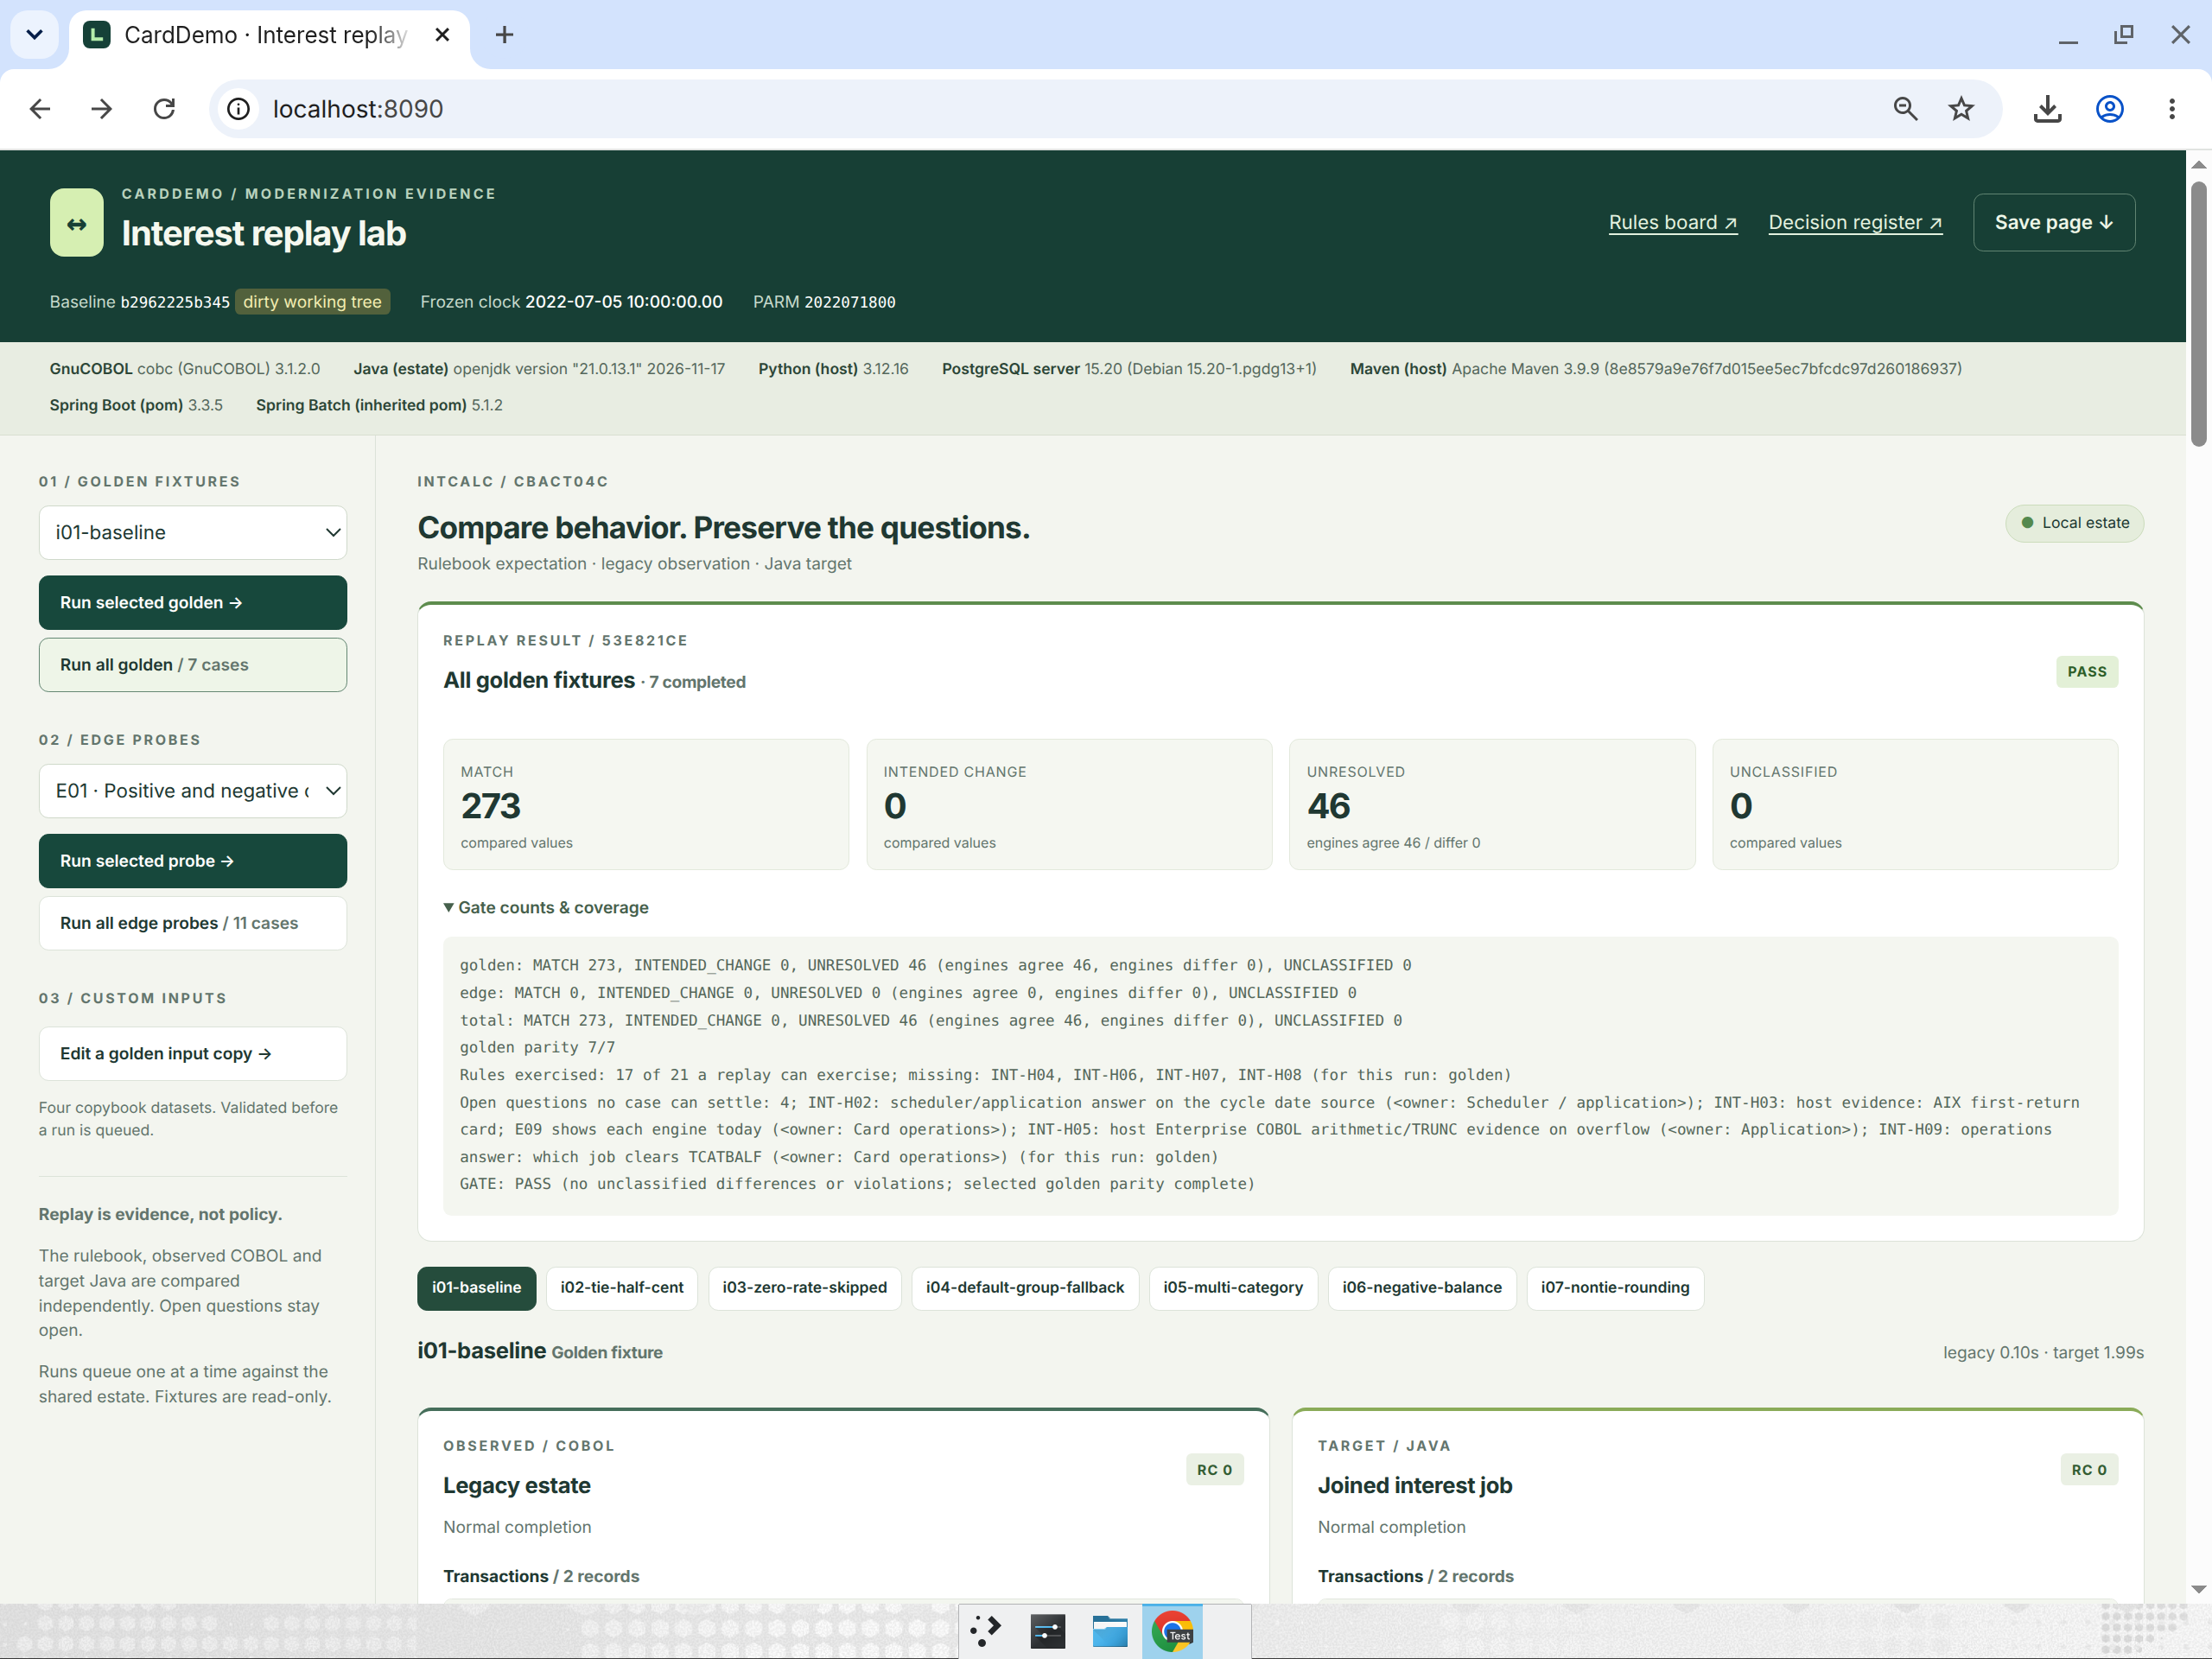 CardDemo · Interest replay
localhost:8090
CARDDEMO / MODERNIZATION EVIDENCE
Interest replay lab
Rules board ↗
Decision register ↗
Save page ↓
Baseline b2962225b345 dirty working tree
Frozen clock 2022-07-05 10:00:00.00
PARM 2022071800
GnuCOBOL cobc (GnuCOBOL) 3.1.2.0
Java (estate) openjdk version "21.0.13.1" 2026-11-17
Python (host) 3.12.16
PostgreSQL server 15.20 (Debian 15.20-1.pgdg13+1)
Maven (host) Apache Maven 3.9.9 (8e8579a9e76f7d015ee5ec7bfcdc97d260186937)
Spring Boot (pom) 3.3.5
Spring Batch (inherited pom) 5.1.2
01 / GOLDEN FIXTURES
i01-baseline
Run selected golden →
Run all golden / 7 cases
02 / EDGE PROBES
E01 · Positive and negative
Run selected probe →
Run all edge probes / 11 cases
03 / CUSTOM INPUTS
Edit a golden input copy →
Four copybook datasets. Validated before
a run is queued.
Replay is evidence, not policy.
The rulebook, observed COBOL and
target Java are compared
independently. Open questions stay
open.
Runs queue one at a time against the
shared estate. Fixtures are read-only.
INTCALC / CBACT04C
Compare behavior. Preserve the questions.
Rulebook expectation · legacy observation · Java target
Local estate
REPLAY RESULT / 53E821CE
All golden fixtures · 7 completed
PASS
MATCH
273
compared values
INTENDED CHANGE
0
compared values
UNRESOLVED
46
engines agree 46 / differ 0
UNCLASSIFIED
0
compared values
▼ Gate counts & coverage
golden: MATCH 273, INTENDED_CHANGE 0, UNRESOLVED 46 (engines agree 46, engines differ 0), UNCLASSIFIED 0
edge: MATCH 0, INTENDED_CHANGE 0, UNRESOLVED 0 (engines agree 0, engines differ 0), UNCLASSIFIED 0
total: MATCH 273, INTENDED_CHANGE 0, UNRESOLVED 46 (engines agree 46, engines differ 0), UNCLASSIFIED 0
golden parity 7/7
Rules exercised: 17 of 21 a replay can exercise; missing: INT-H04, INT-H06, INT-H07, INT-H08 (for this run: golden)
Open questions no case can settle: 4; INT-H02: scheduler/application answer on the cycle date source (<owner: Scheduler / application>); INT-H03: host evidence: AIX first-return
card; E09 shows each engine today (<owner: Card operations>); INT-H05: host Enterprise COBOL arithmetic/TRUNC evidence on overflow (<owner: Application>); INT-H09: operations
answer: which job clears TCATBALF (<owner: Card operations>) (for this run: golden)
GATE: PASS (no unclassified differences or violations; selected golden parity complete)
i01-baseline
i02-tie-half-cent
i03-zero-rate-skipped
i04-default-group-fallback
i05-multi-category
i06-negative-balance
i07-nontie-rounding
i01-baseline Golden fixture
legacy 0.10s · target 1.99s
OBSERVED / COBOL
Legacy estate
RC 0
Normal completion
Transactions / 2 records
TARGET / JAVA
Joined interest job
RC 0
Normal completion
Transactions / 2 records
Test